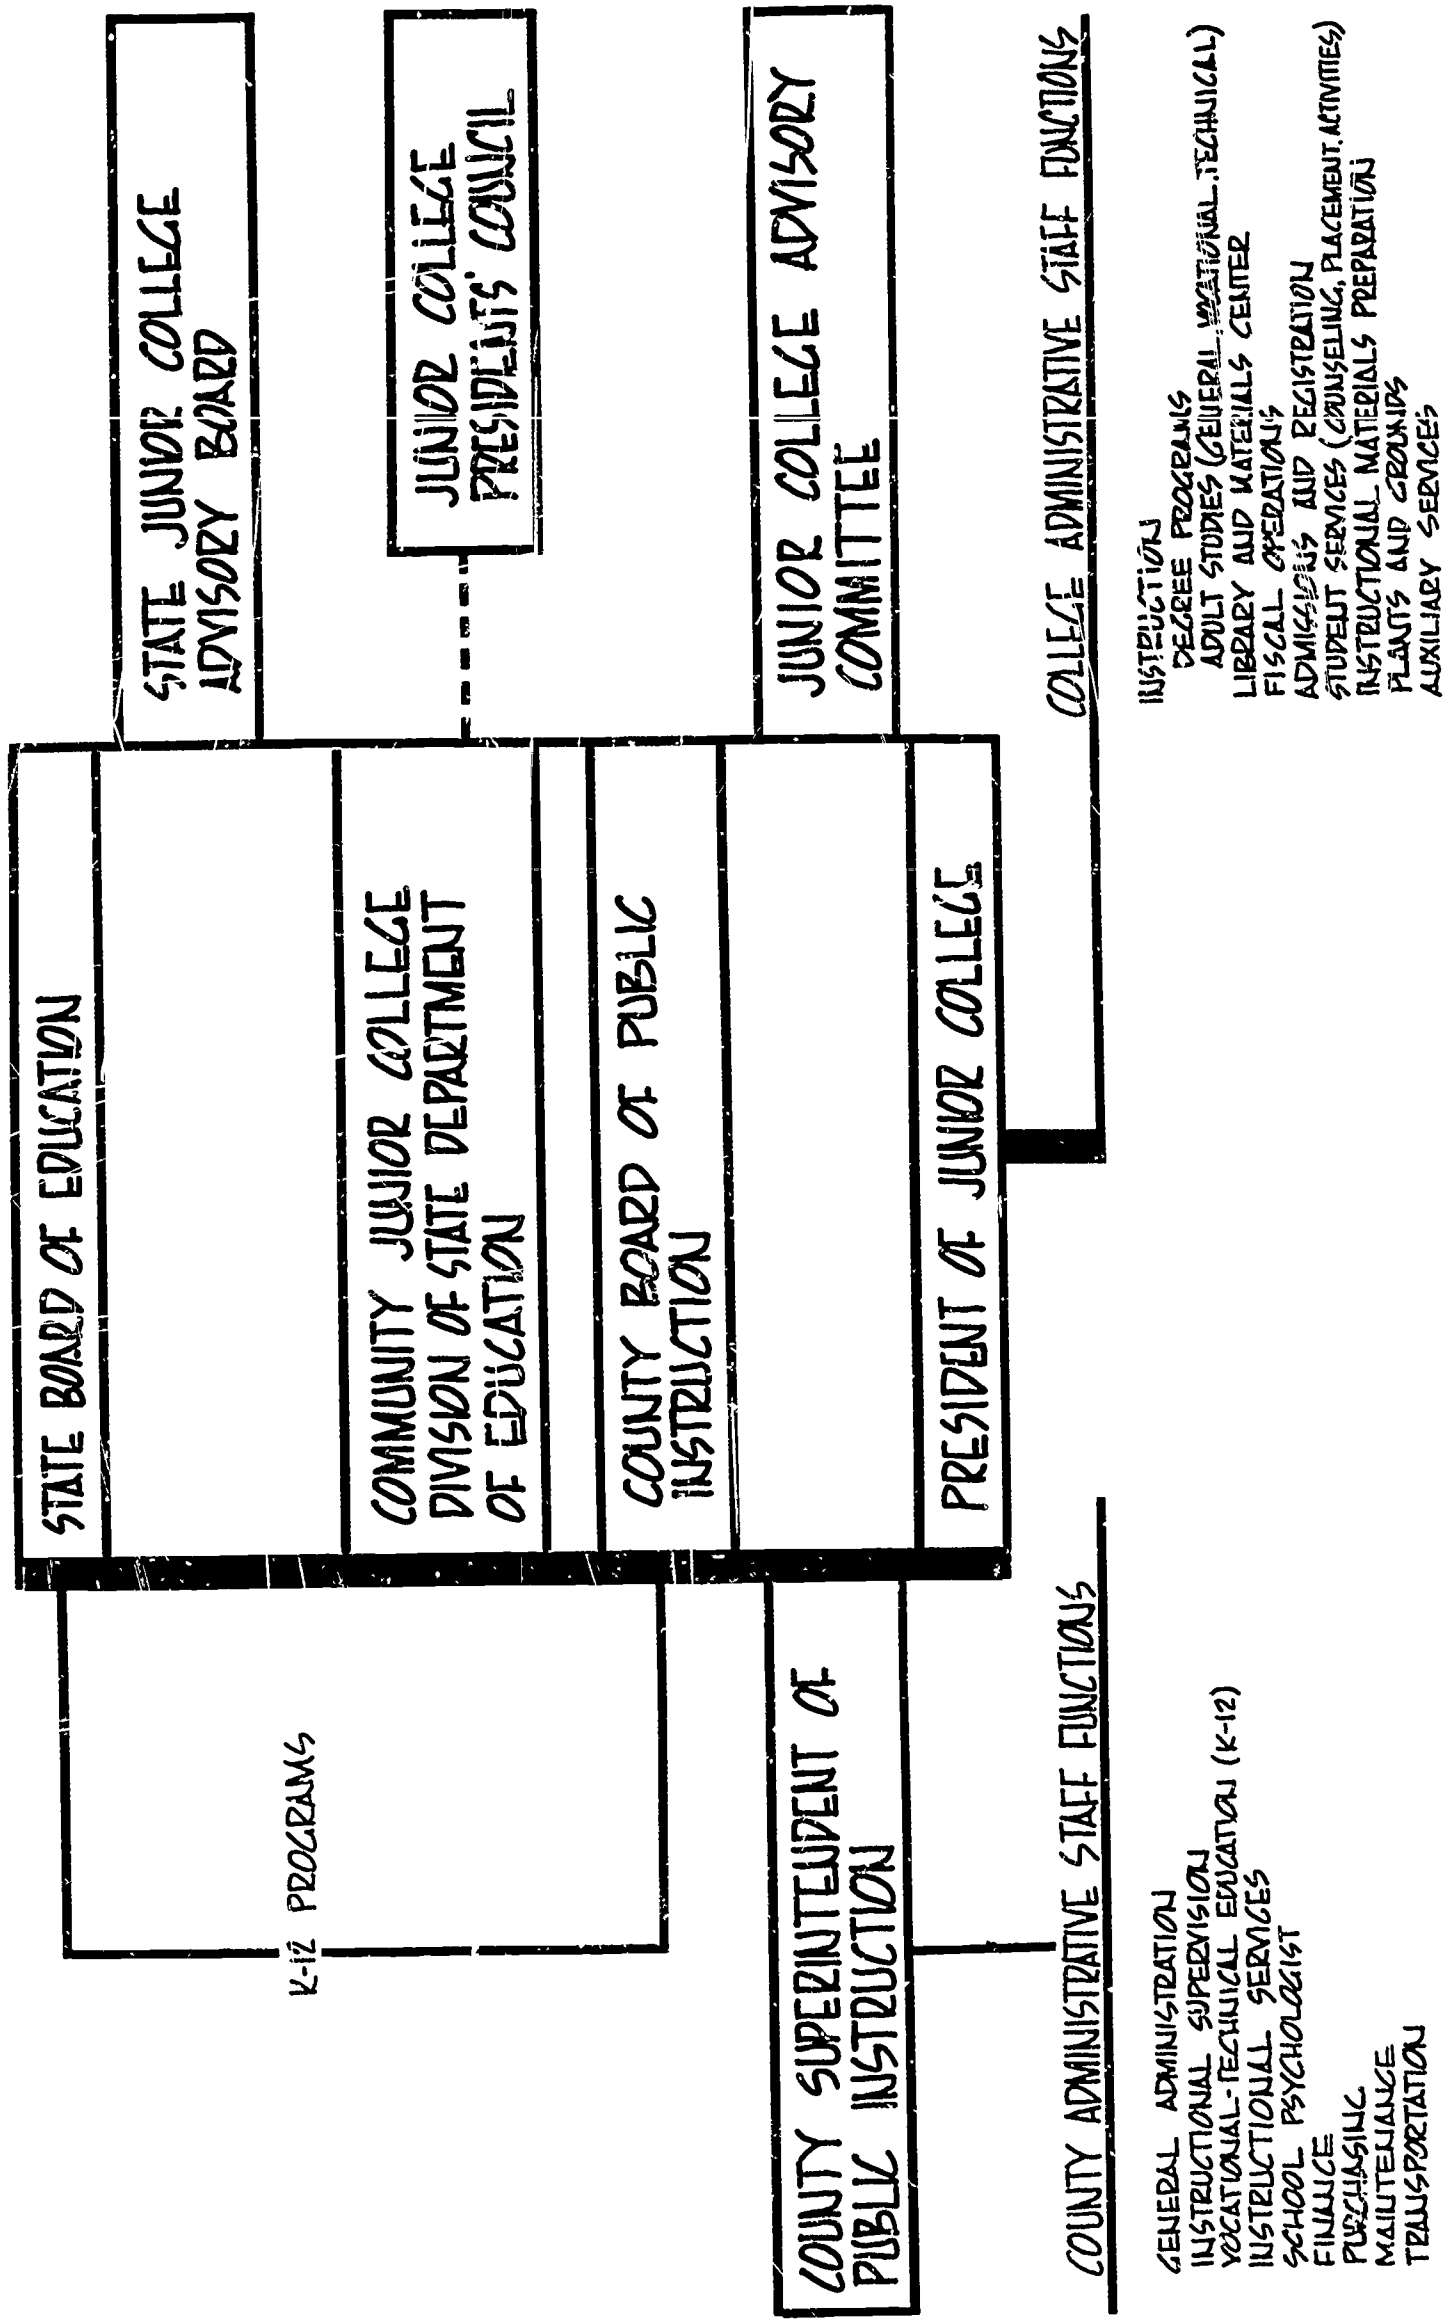 STATE BOARD OF EDUCATION
STATE JUNIOR COLLEGE
ADVISORY BOARD
K-12 PROGRAMS
COMMUNITY JUNIOR COLLEGE
DIVISION OF STATE DEPARTMENT
OF EDUCATION
JUNIOR COLLEGE
PRESIDENTS' COUNCIL
COUNTY BOARD OF PUBLIC
INSTRUCTION
COUNTY SUPERINTENDENT OF
PUBLIC INSTRUCTION
JUNIOR COLLEGE ADVISORY
COMMITTEE
PRESIDENT OF JUNIOR COLLEGE
COUNTY ADMINISTRATIVE STAFF FUNCTIONS
GENERAL ADMINISTRATION
INSTRUCTIONAL SUPERVISION
VOCATIONAL-TECHNICAL EDUCATION (K-12)
INSTRUCTIONAL SERVICES
SCHOOL PSYCHOLOGIST
FINANCE
PURCHASING
MAINTENANCE
TRANSPORTATION
COLLEGE ADMINISTRATIVE STAFF FUNCTIONS
INSTRUCTION
DEGREE PROGRAMS
ADULT STUDIES (GENERAL, VOCATIONAL, TECHNICAL)
LIBRARY AND MATERIALS CENTER
FISCAL OPERATIONS
ADMISSIONS AND REGISTRATION
STUDENT SERVICES (COUNSELING, PLACEMENT, ACTIVITIES)
INSTRUCTIONAL MATERIALS PREPARATION
PLANTS AND GROUNDS
AUXILIARY SERVICES